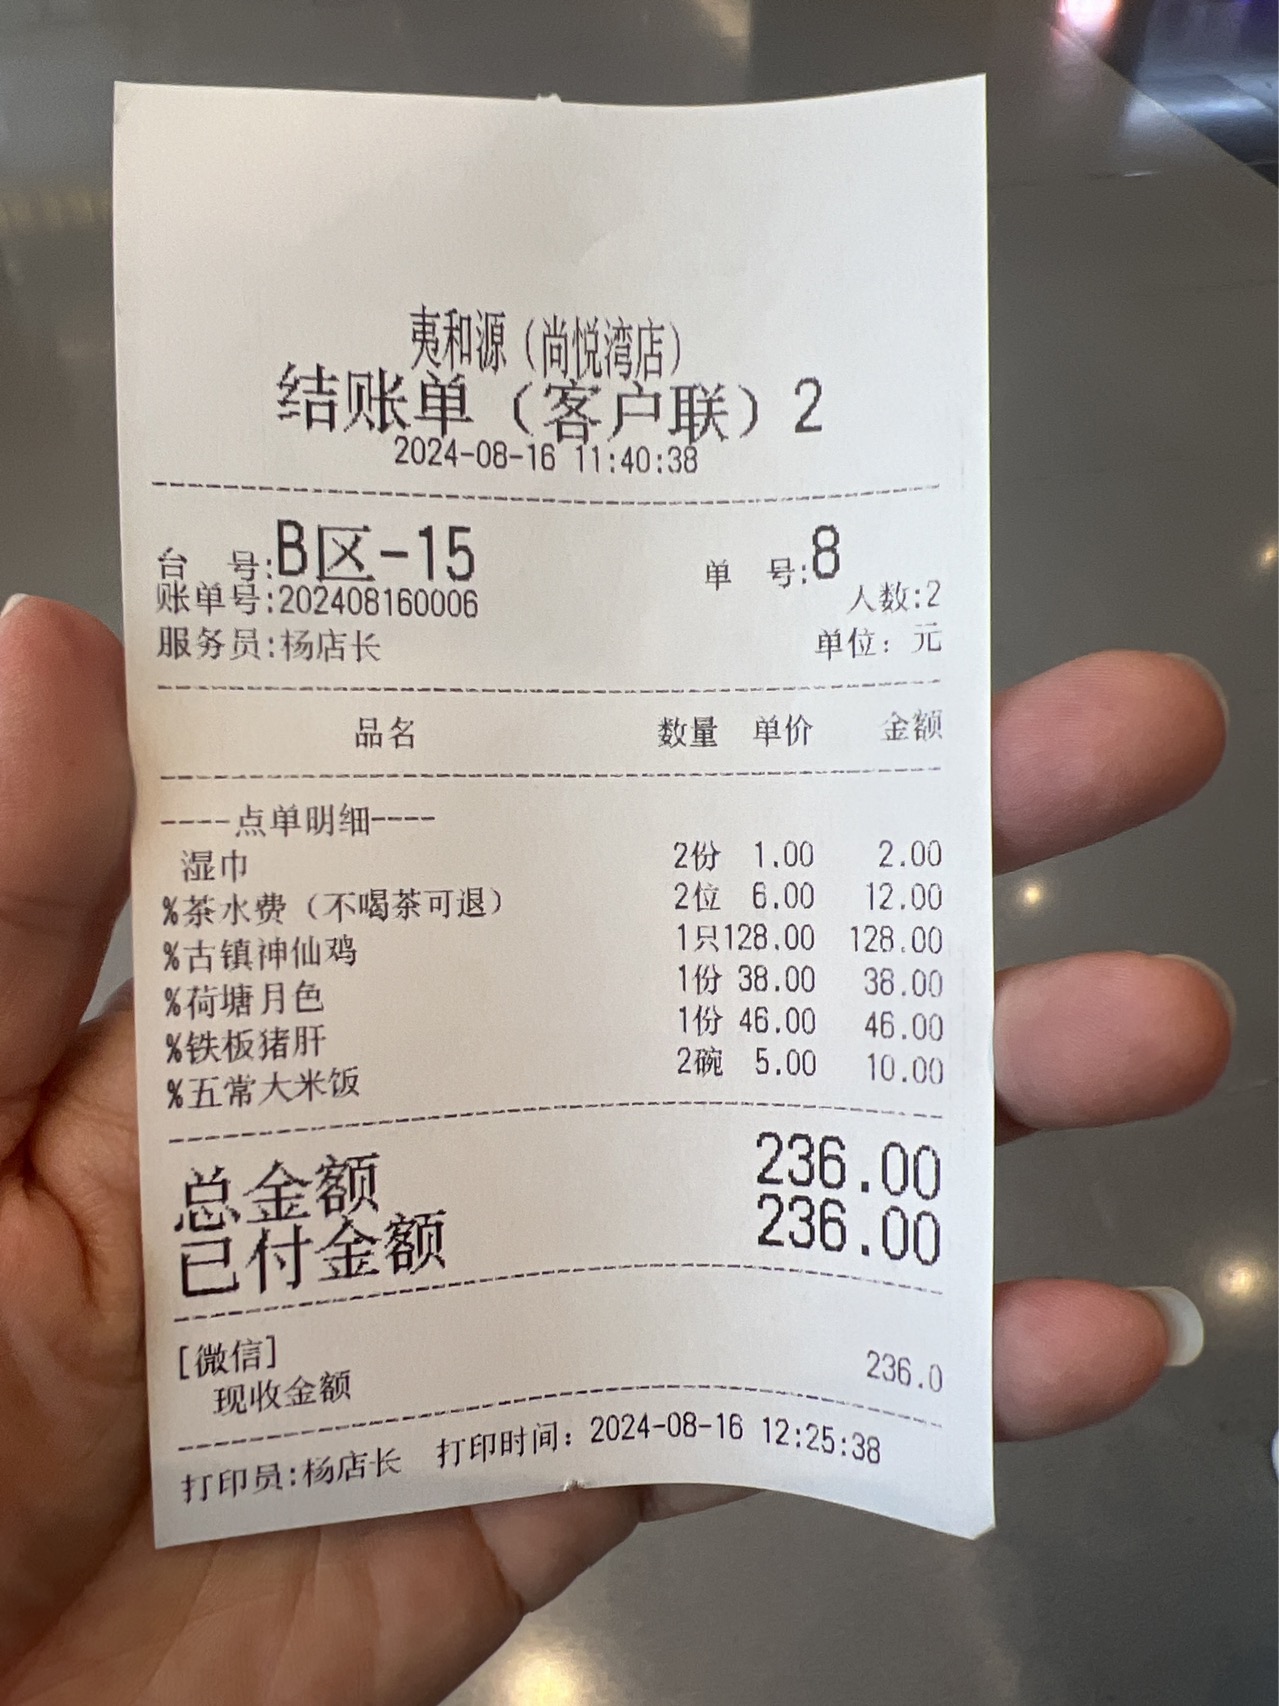 夷和源（尚悦湾店）
结账单（客户联）2
2024-08-16 11:40:38
台 号:B区-15 单 号:8
账单号:202408160006 人数:2
服务员:杨店长 单位：元
品名 数量 单价 金额
----点单明细----
湿巾 2份 1.00 2.00
%茶水费（不喝茶可退） 2位 6.00 12.00
%古镇神仙鸡 1只128.00 128.00
%荷塘月色 1份 38.00 38.00
%铁板猪肝 1份 46.00 46.00
%五常大米饭 2碗 5.00 10.00
总金额 236.00
已付金额 236.00
[微信]
现收金额 236.0
打印员:杨店长 打印时间：2024-08-16 12:25:38